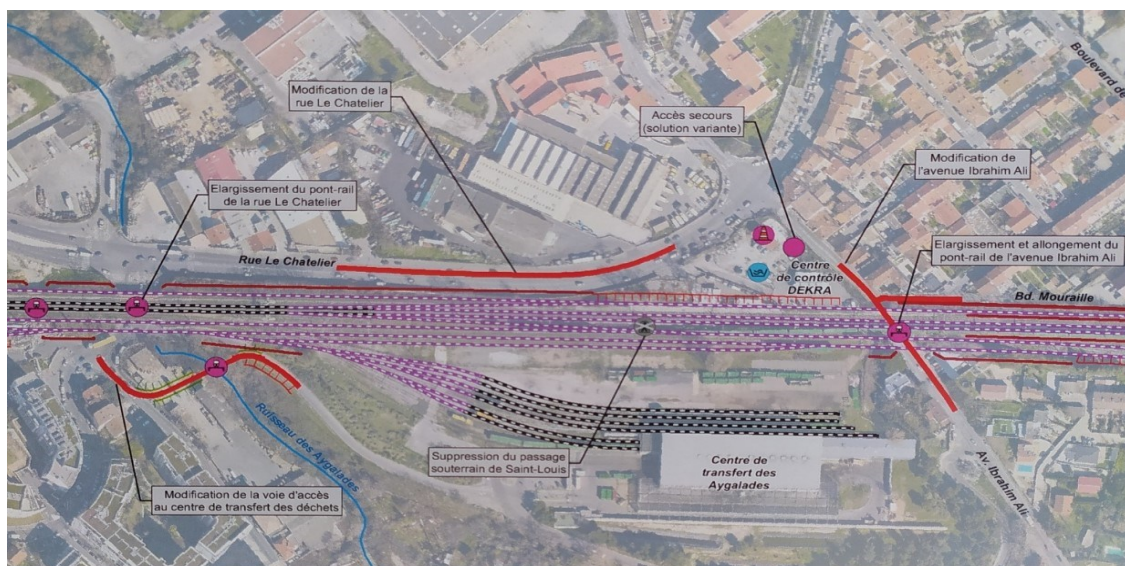 Boulevard de
Modification de la
rue Le Chatelier
Accès secours
(solution variante)
Modification de
l'avenue Ibrahim Ali
Elargissement du pont-rail
de la rue Le Chatelier
Elargissement et allongement du
pont-rail de l'avenue Ibrahim Ali
Rue Le Chatelier
Centre
de contrôle
DEKRA
Bd. Mouraille
Ruisseau des Aygalades
Suppression du passage
souterrain de Saint-Louis
Centre de
transfert des
Aygalades
Av. Ibrahim Ali
Modification de la voie d'accès
au centre de transfert des déchets